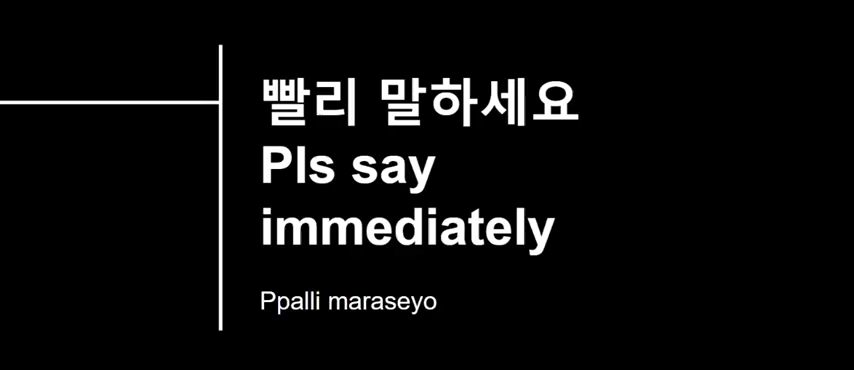 빨리 말하세요
Pls say
immediately
Ppalli maraseyo